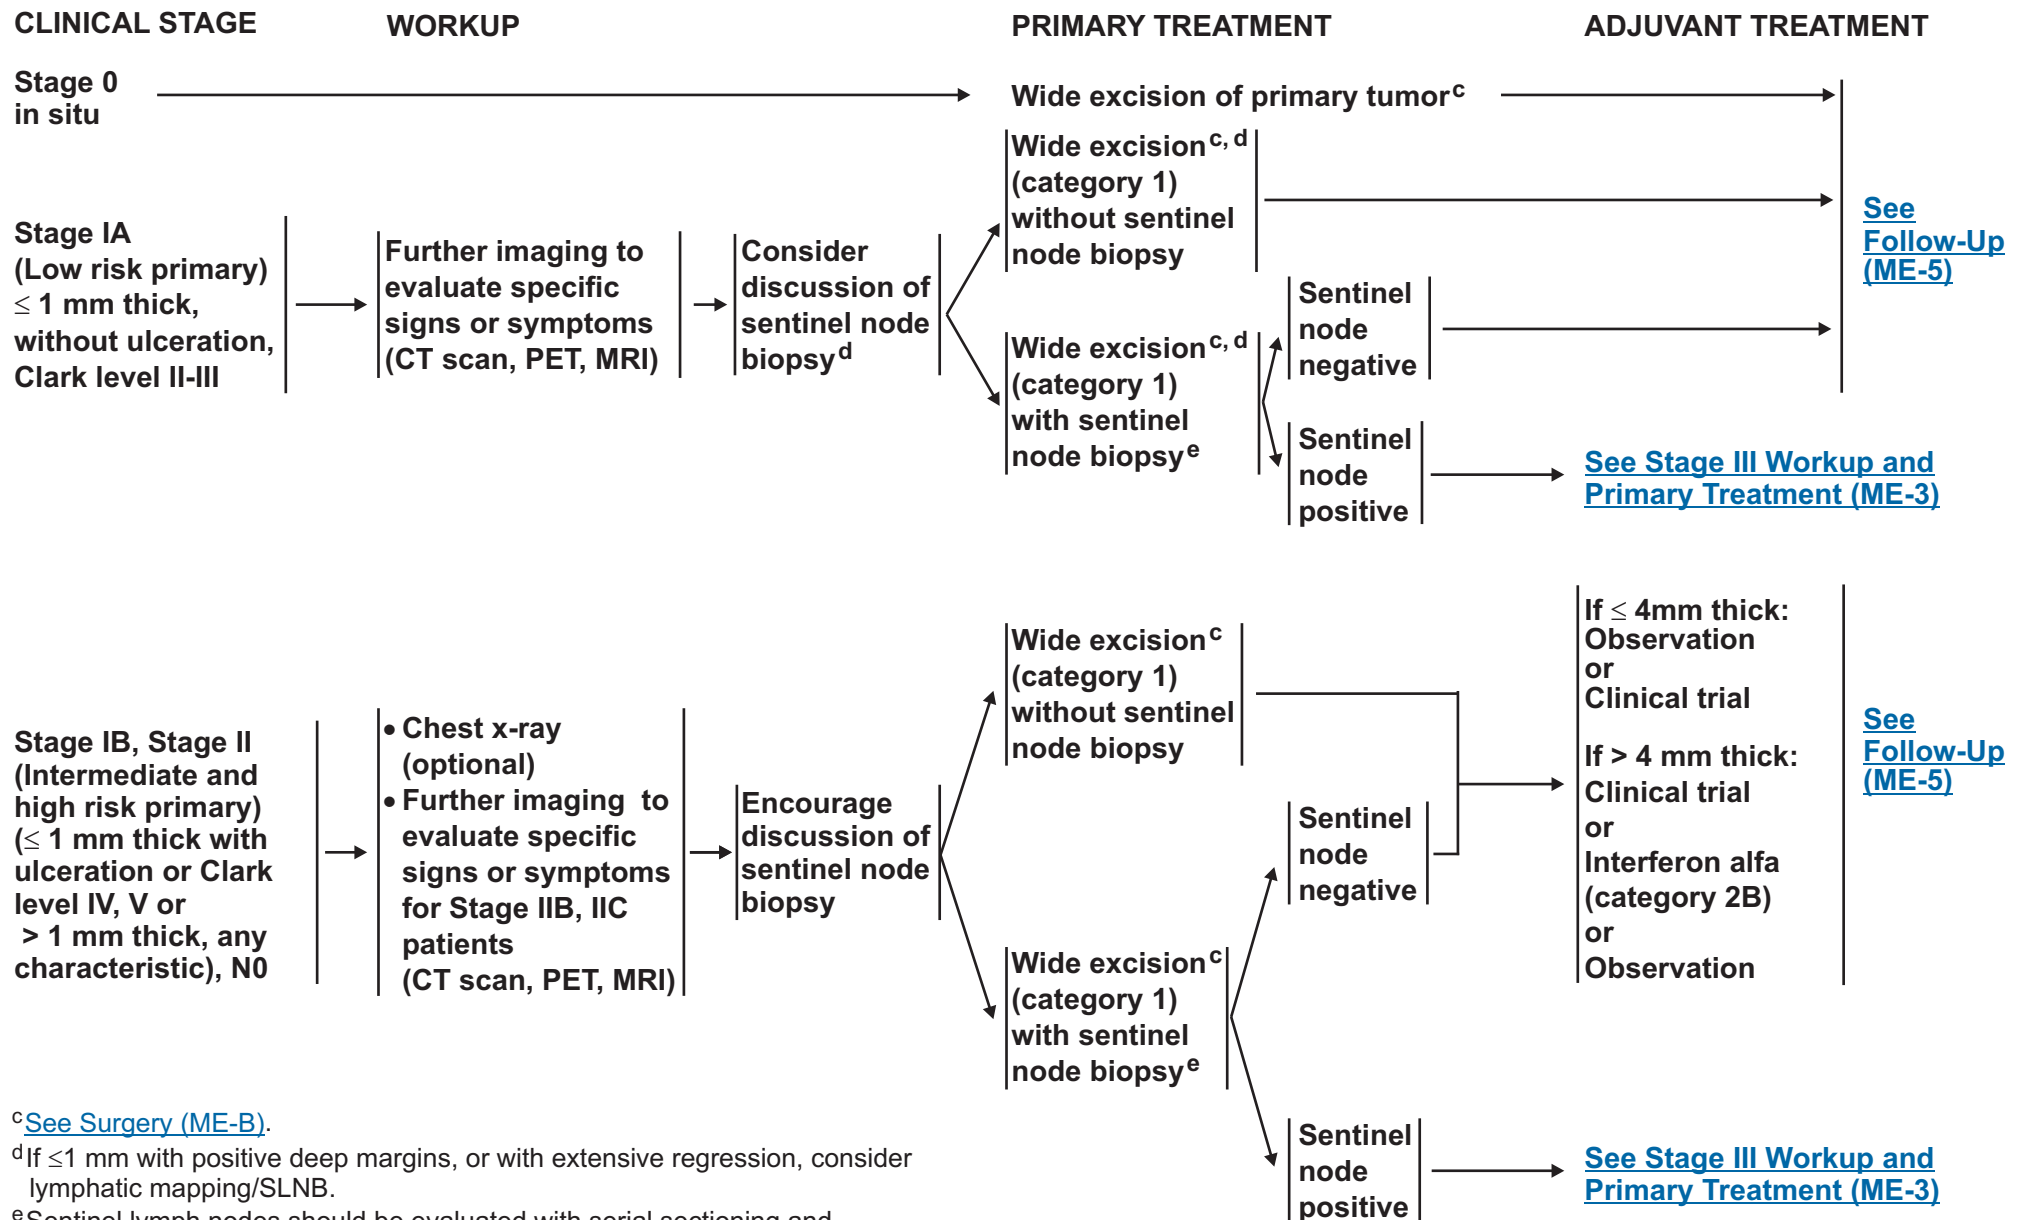 CLINICAL STAGE
WORKUP
PRIMARY TREATMENT
ADJUVANT TREATMENT
Stage 0
in situ
Wide excision of primary tumor c
Stage IA
(Low risk primary)
≤ 1 mm thick,
without ulceration,
Clark level II-III
Further imaging to
evaluate specific
signs or symptoms
(CT scan, PET, MRI)
Consider
discussion of
sentinel node
biopsy d
Wide excision c, d
(category 1)
without sentinel
node biopsy
Wide excision c, d
(category 1)
with sentinel
node biopsy e
Sentinel
node
negative
Sentinel
node
positive
See
Follow-Up
(ME-5)
See Stage III Workup and
Primary Treatment (ME-3)
Stage IB, Stage II
(Intermediate and
high risk primary)
(≤ 1 mm thick with
ulceration or Clark
level IV, V or
> 1 mm thick, any
characteristic), N0
• Chest x-ray
(optional)
• Further imaging to
evaluate specific
signs or symptoms
for Stage IIB, IIC
patients
(CT scan, PET, MRI)
Encourage
discussion of
sentinel node
biopsy
Wide excision c
(category 1)
without sentinel
node biopsy
Wide excision c
(category 1)
with sentinel
node biopsy e
Sentinel
node
negative
Sentinel
node
positive
If ≤ 4mm thick:
Observation
or
Clinical trial
If > 4 mm thick:
Clinical trial
or
Interferon alfa
(category 2B)
or
Observation
See
Follow-Up
(ME-5)
See Stage III Workup and
Primary Treatment (ME-3)
c See Surgery (ME-B).
d If ≤1 mm with positive deep margins, or with extensive regression, consider
lymphatic mapping/SLNB.
e Sentinel lymph nodes should be evaluated with serial sectioning and